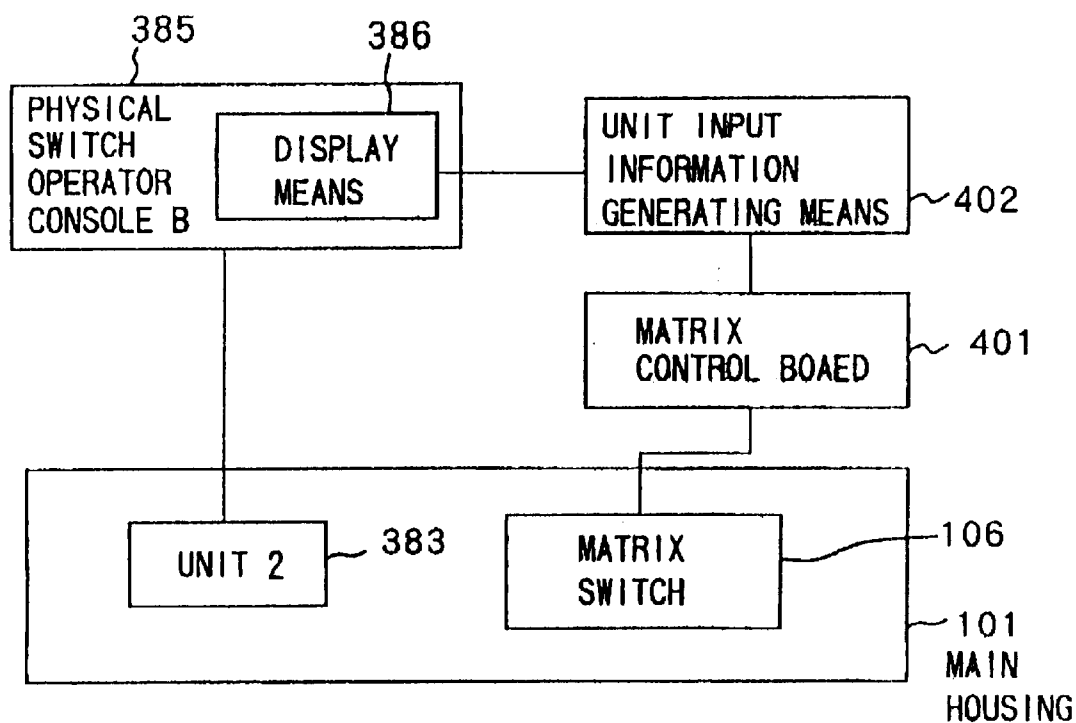 385
386
PHYSICAL
SWITCH
OPERATOR
CONSOLE B
DISPLAY
MEANS
UNIT INPUT
INFORMATION
GENERATING MEANS
402
MATRIX
CONTROL BOAED
401
UNIT 2
383
MATRIX
SWITCH
106
101
MAIN
HOUSING